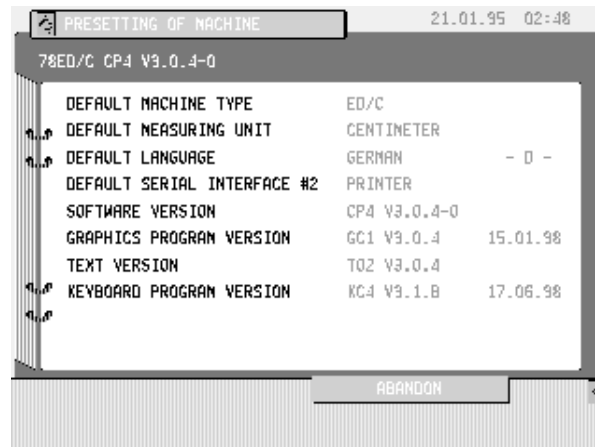 PRESETTING OF MACHINE 21.01.95 02:48
78ED/C CP4 V3.0.4-0
DEFAULT MACHINE TYPE ED/C
DEFAULT MEASURING UNIT CENTIMETER
DEFAULT LANGUAGE GERMAN - D -
DEFAULT SERIAL INTERFACE #2 PRINTER
SOFTWARE VERSION CP4 V3.0.4-0
GRAPHICS PROGRAM VERSION GC1 V3.0.4 15.01.98
TEXT VERSION TO2 V3.0.4
KEYBOARD PROGRAM VERSION KC4 V3.1.B 17.06.98
ABANDON